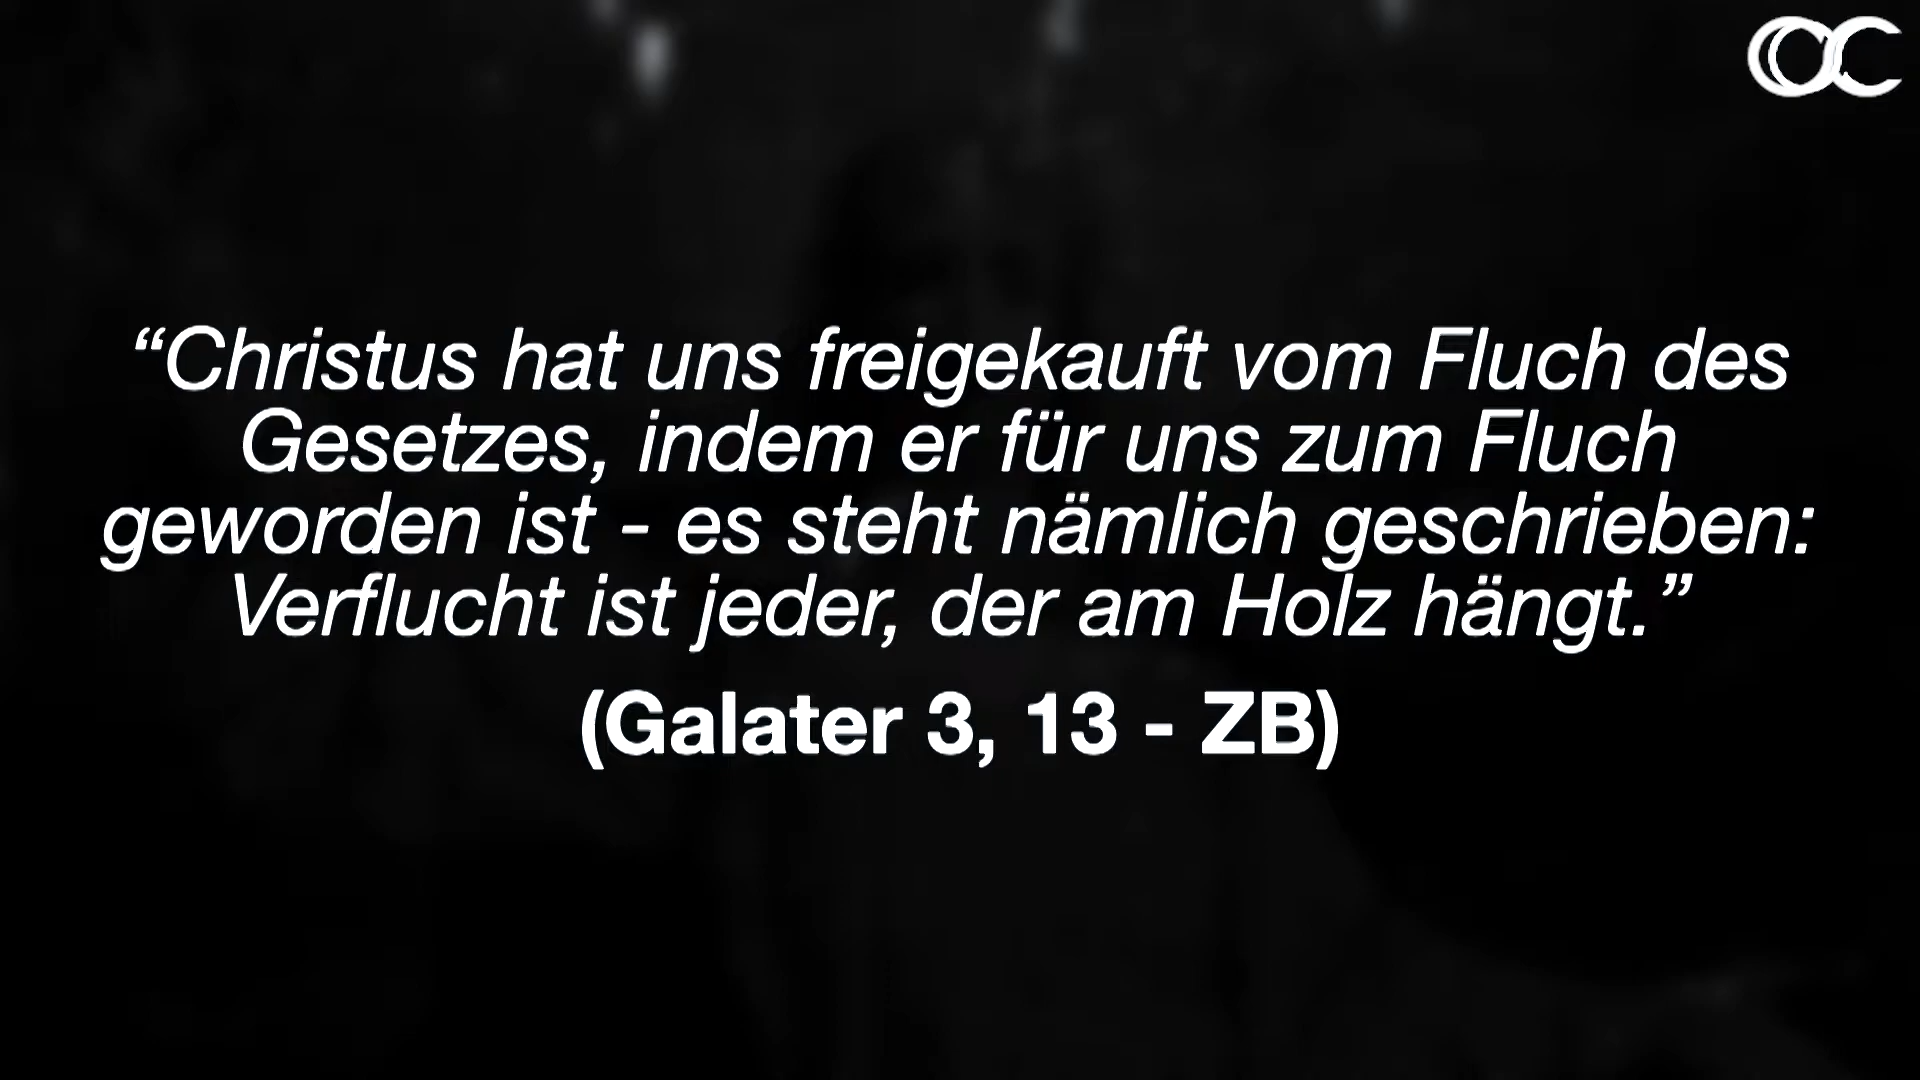 OC
“Christus hat uns freigekauft vom Fluch des
Gesetzes, indem er für uns zum Fluch
geworden ist - es steht nämlich geschrieben:
Verflucht ist jeder, der am Holz hängt.”
(Galater 3, 13 - ZB)